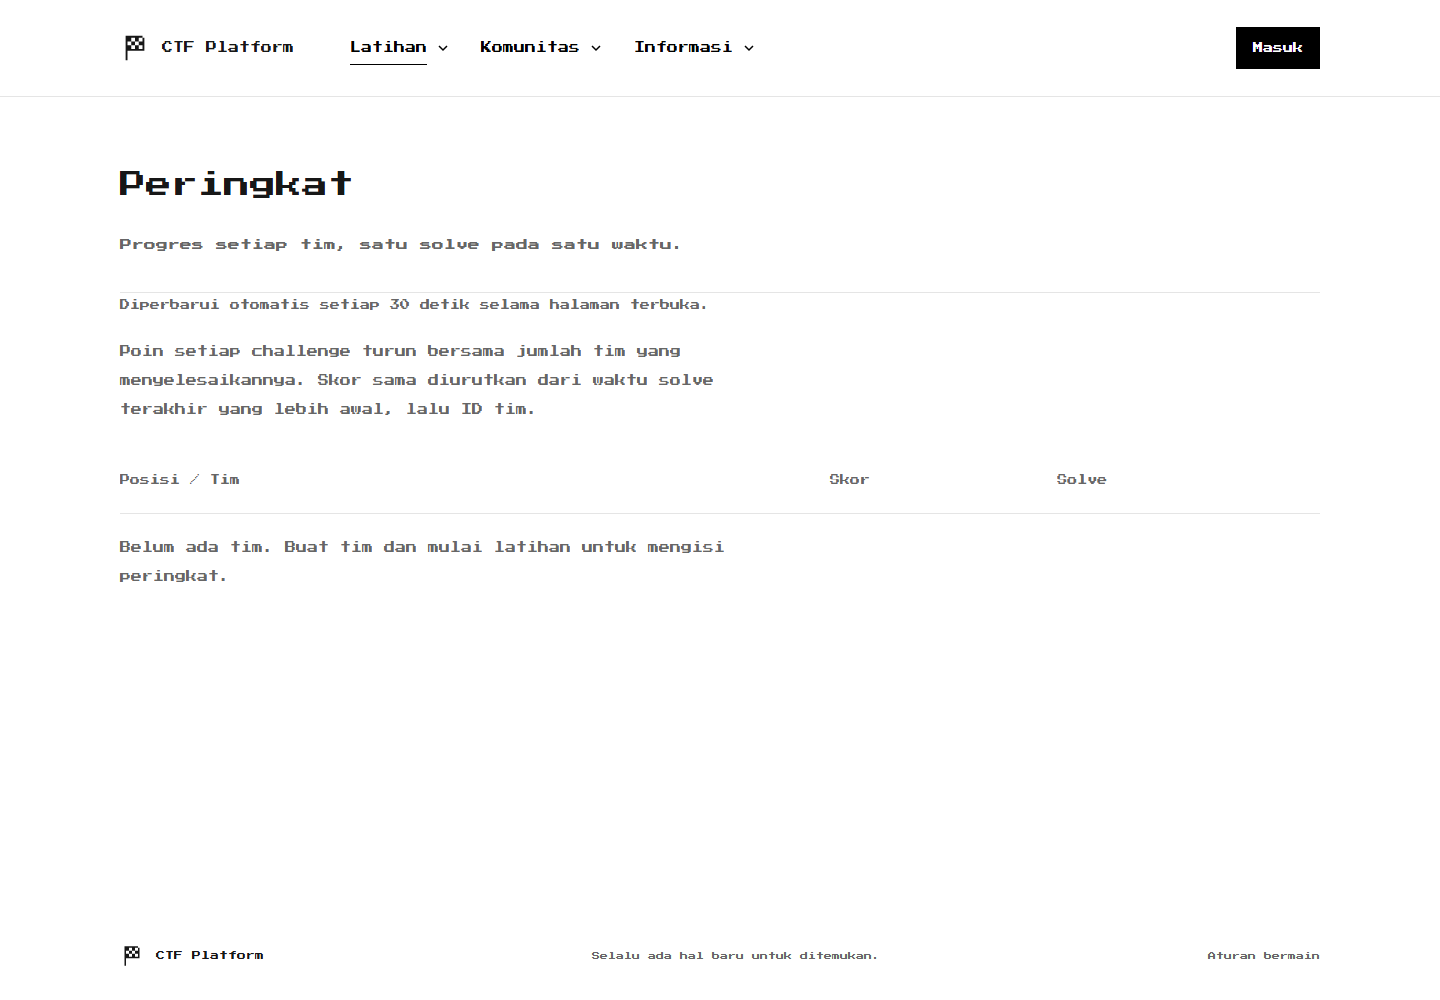 CTF Platform
Latihan
Komunitas
Informasi
Masuk
Peringkat
Progres setiap tim, satu solve pada satu waktu.
Diperbarui otomatis setiap 30 detik selama halaman terbuka.
Poin setiap challenge turun bersama jumlah tim yang
menyelesaikannya. Skor sama diurutkan dari waktu solve
terakhir yang lebih awal, lalu ID tim.
Posisi / Tim
Skor
Solve
Belum ada tim. Buat tim dan mulai latihan untuk mengisi
peringkat.
CTF Platform
Selalu ada hal baru untuk ditemukan.
Aturan bermain